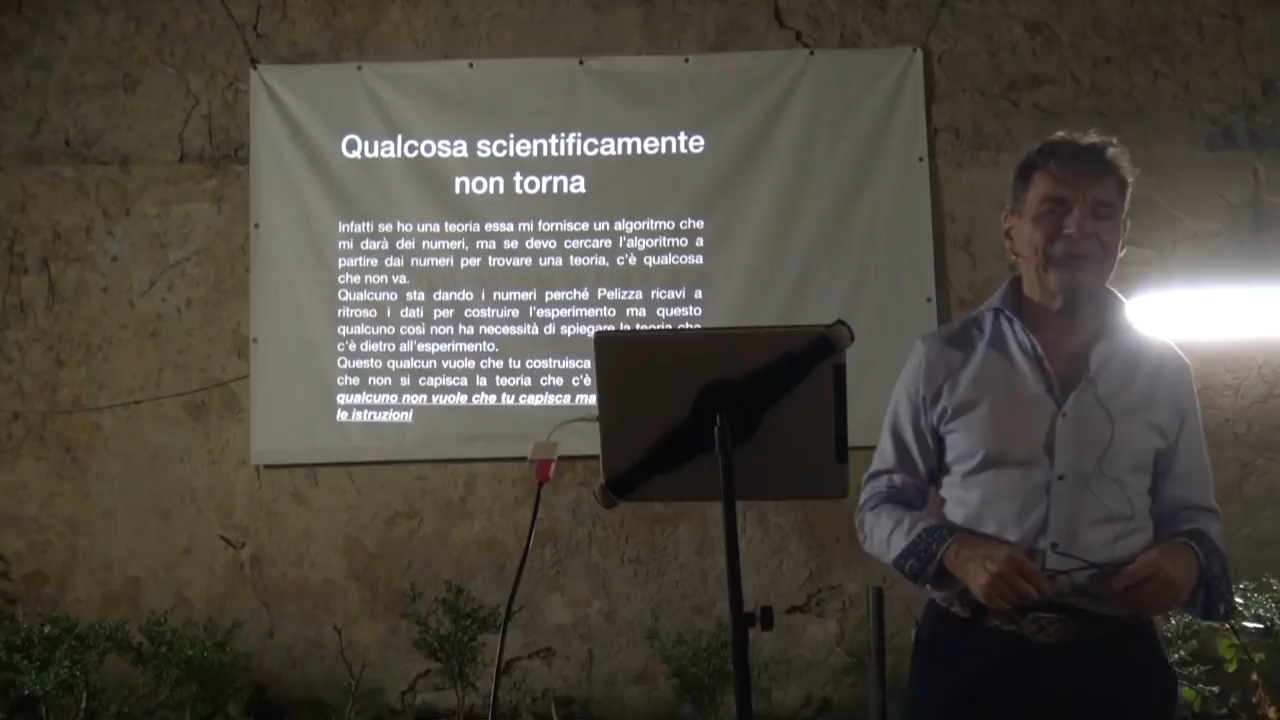 Qualcosa scientificamente
non torna
Infatti se ho una teoria essa mi fornisce un algoritmo che
mi darà dei numeri, ma se devo cercare l'algoritmo a
partire dai numeri per trovare una teoria, c'è qualcosa
che non va.
Qualcuno sta dando i numeri perché Pelizza ricavi a
ritroso i dati per costruire l'esperimento ma questo
qualcuno così non ha necessità di spiegare la teoria che
c'è dietro all'esperimento.
Questo qualcun vuole che tu costruisca
che non si capisca la teoria che c'è
qualcuno non vuole che tu capisca ma
le istruzioni